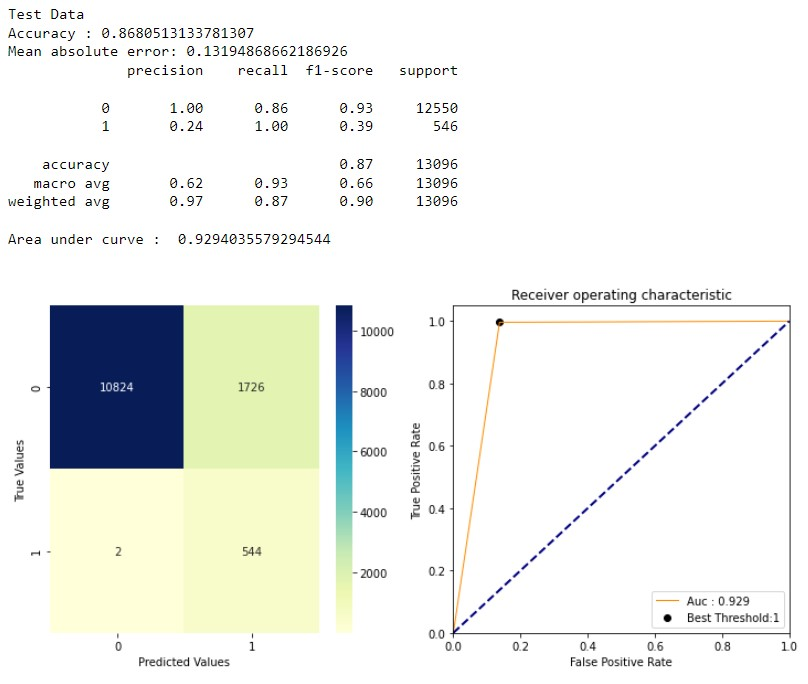 Test Data
Accuracy : 0.8680513133781307
Mean absolute error: 0.13194868662186926
precision recall f1-score support
0 1.00 0.86 0.93 12550
1 0.24 1.00 0.39 546
accuracy 0.87 13096
macro avg 0.62 0.93 0.66 13096
weighted avg 0.97 0.87 0.90 13096
Area under curve : 0.9294035579294544
10824 1726
2 544
0
1
True Values
0 1
Predicted Values
10000
8000
6000
4000
2000
Receiver operating characteristic
1.0
0.8
0.6
0.4
0.2
0.0
True Positive Rate
Auc : 0.929
Best Threshold:1
0.0 0.2 0.4 0.6 0.8 1.0
False Positive Rate